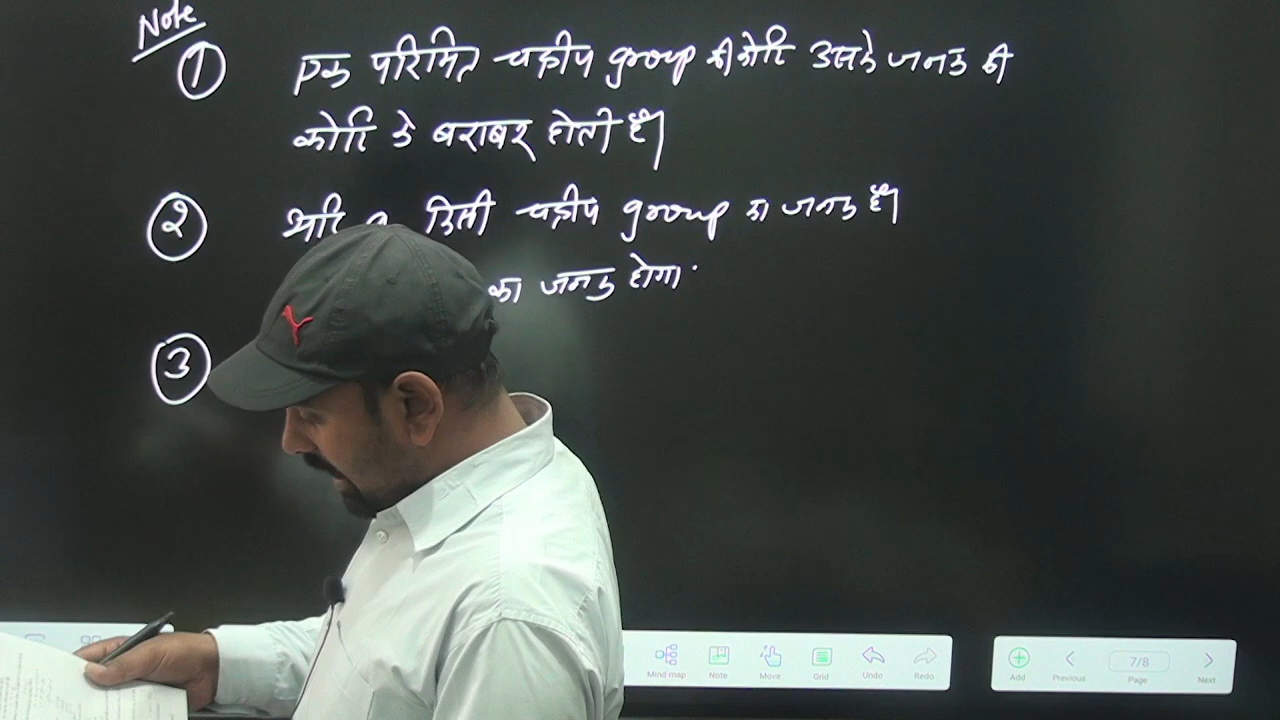 Note
① एक परिमित चक्रीय group की कोटि उसके जनक की
कोटि के बराबर होती है।
② यदि a किसी चक्रीय group का जनक है।
का जनक होगा
③
Mind map Note Move Grid Undo Redo Add Previous 7/8 Page Next